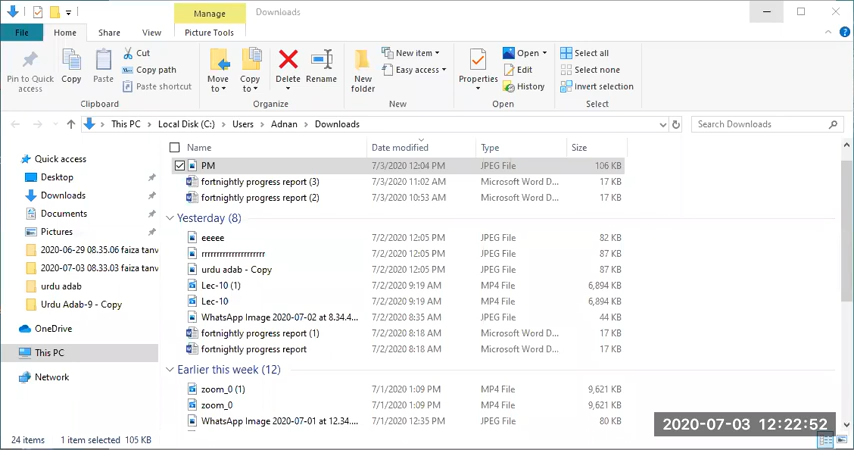 Manage
Downloads
File
Home
Share
View
Picture Tools
Pin to Quick access
Copy
Paste
Cut
Copy path
Paste shortcut
Clipboard
Move to
Copy to
Delete
Rename
Organize
New folder
New item
Easy access
New
Properties
Open
Edit
History
Open
Select all
Select none
Invert selection
Select
This PC > Local Disk (C:) > Users > Adnan > Downloads
Search Downloads
Name Date modified Type Size
PM 7/3/2020 12:04 PM JPEG File 106 KB
fortnightly progress report (3) 7/3/2020 11:02 AM Microsoft Word D... 17 KB
fortnightly progress report (2) 7/3/2020 10:53 AM Microsoft Word D... 17 KB
Yesterday (8)
eeeee 7/2/2020 12:05 PM JPEG File 82 KB
7/2/2020 12:05 PM JPEG File 87 KB
urdu adab - Copy 7/2/2020 12:05 PM JPEG File 87 KB
Lec-10 (1) 7/2/2020 9:19 AM MP4 File 6,894 KB
Lec-10 7/2/2020 9:19 AM MP4 File 6,894 KB
WhatsApp Image 2020-07-02 at 8.34.4... 7/2/2020 8:35 AM JPEG File 44 KB
fortnightly progress report (1) 7/2/2020 8:18 AM Microsoft Word D... 17 KB
fortnightly progress report 7/2/2020 8:18 AM Microsoft Word D... 17 KB
Earlier this week (12)
zoom_0 (1) 7/1/2020 1:09 PM MP4 File 9,621 KB
zoom_0 7/1/2020 1:09 PM MP4 File 9,621 KB
WhatsApp Image 2020-07-01 at 12.34.... 7/1/2020 12:35 PM JPEG File 80 KB
Quick access
Desktop
Downloads
Documents
Pictures
2020-06-29 08.35.06 faiza tanv
2020-07-03 08.33.03 faiza tanv
urdu adab
Urdu Adab-9 - Copy
OneDrive
This PC
Network
24 items 1 item selected 105 KB
2020-07-03 12:22:52